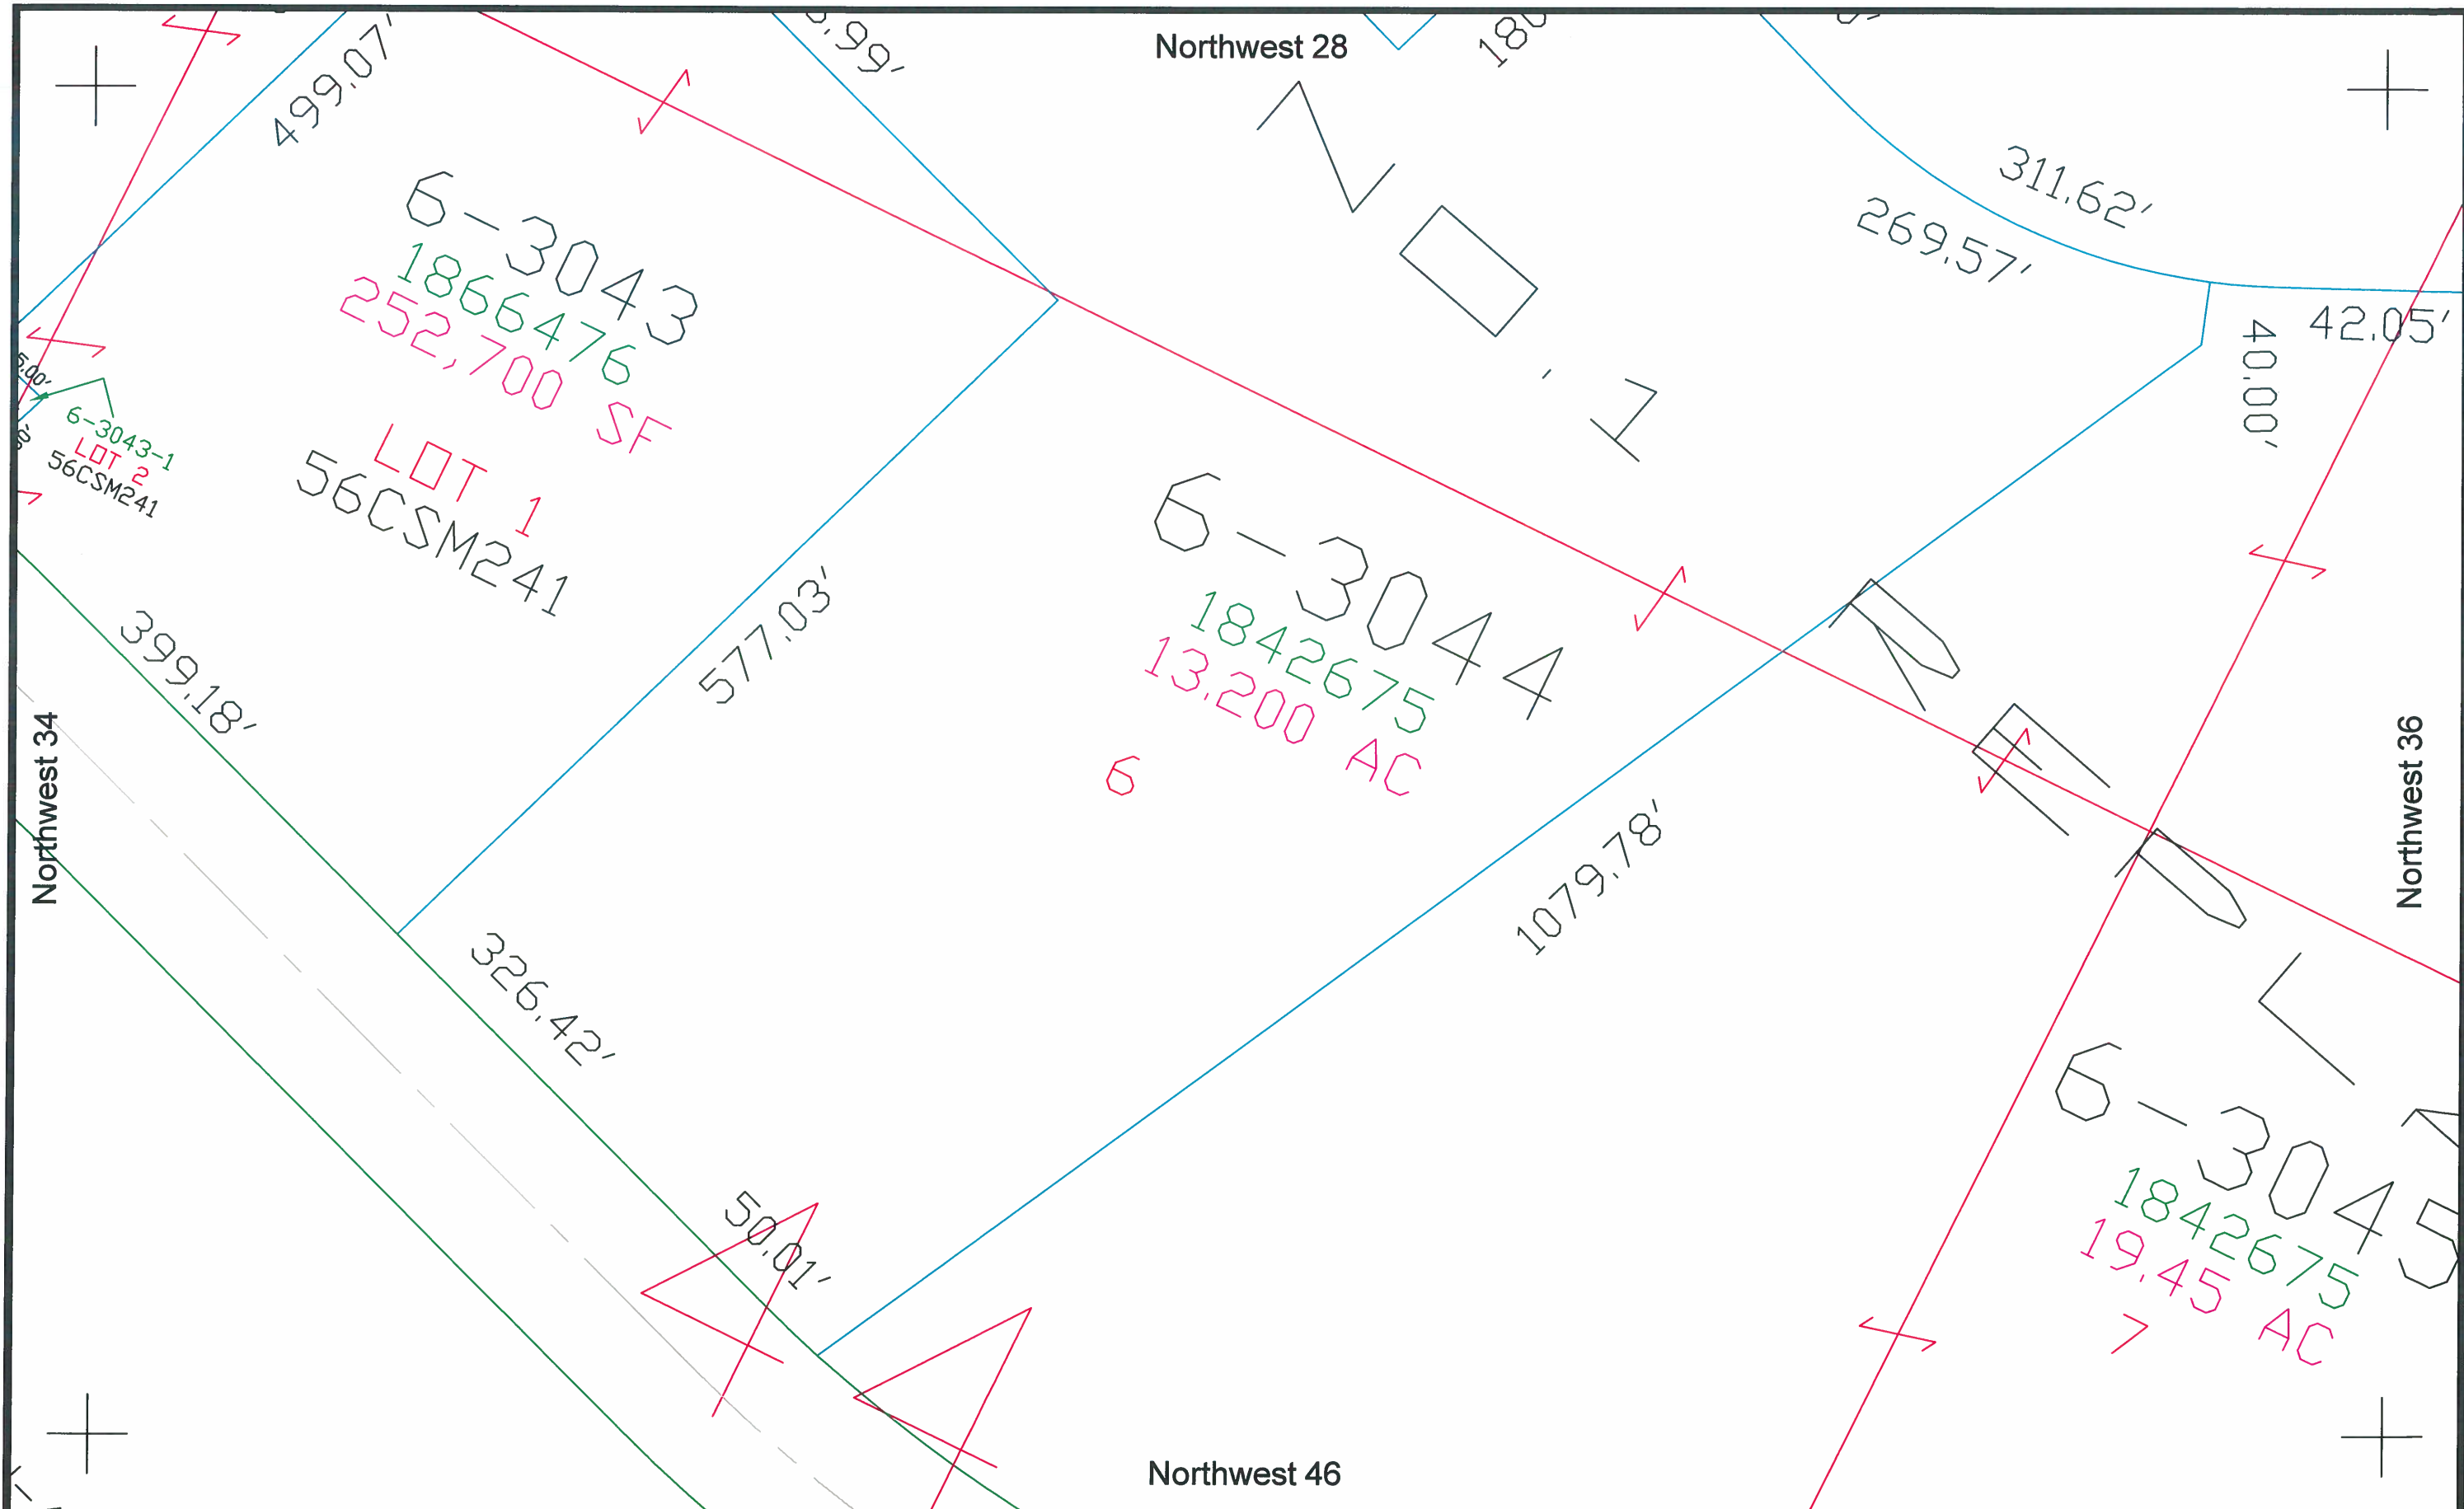 Northwest 28
499.07'
311.62'
269.57'
42.05'
40.00'
6-3043
1866476
252,700 SF
LOT 1
56CSM241
6-3043-1
LOT 2
56CSM241
NO. 1
399.18'
577.03'
6-3044
1842675
13.200 AC
6
1079.78'
326.42'
50.01'
Northwest 34
Northwest 36
6-3045
1842675
19.45 AC
7
Northwest 46